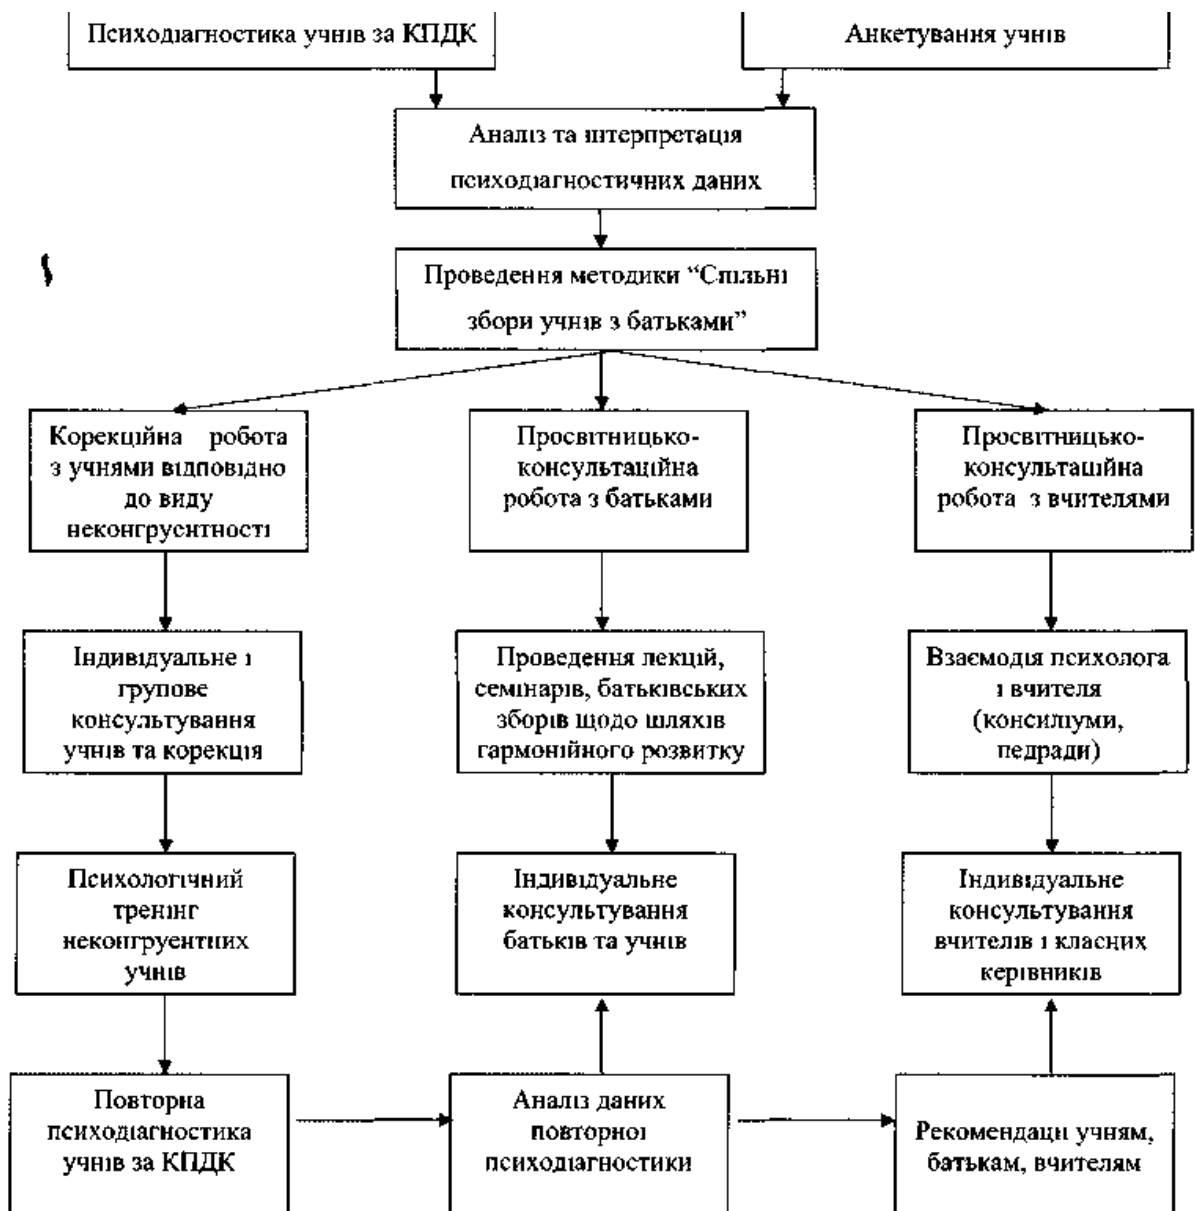 Психодіагностика учнів за КПДК
Анкетування учнів
Аналіз та інтерпретація
психодіагностичних даних
Проведення методики “Спільні
збори учнів з батьками”
Корекційна робота
з учнями відповідно
до виду
неконгруентності
Просвітницько-
консультаційна
робота з батьками
Просвітницько-
консультаційна
робота з вчителями
Індивідуальне і
групове
консультування
учнів та корекція
Проведення лекцій,
семінарів, батьківських
зборів щодо шляхів
гармонійного розвитку
Взаємодія психолога
і вчителя
(консиліуми,
педради)
Психологічний
тренінг
неконгруентних
учнів
Індивідуальне
консультування
батьків та учнів
Індивідуальне
консультування
вчителів і класних
керівників
Повторна
психодіагностика
учнів за КПДК
Аналіз даних
повторної
психодіагностики
Рекомендації учням,
батькам, вчителям